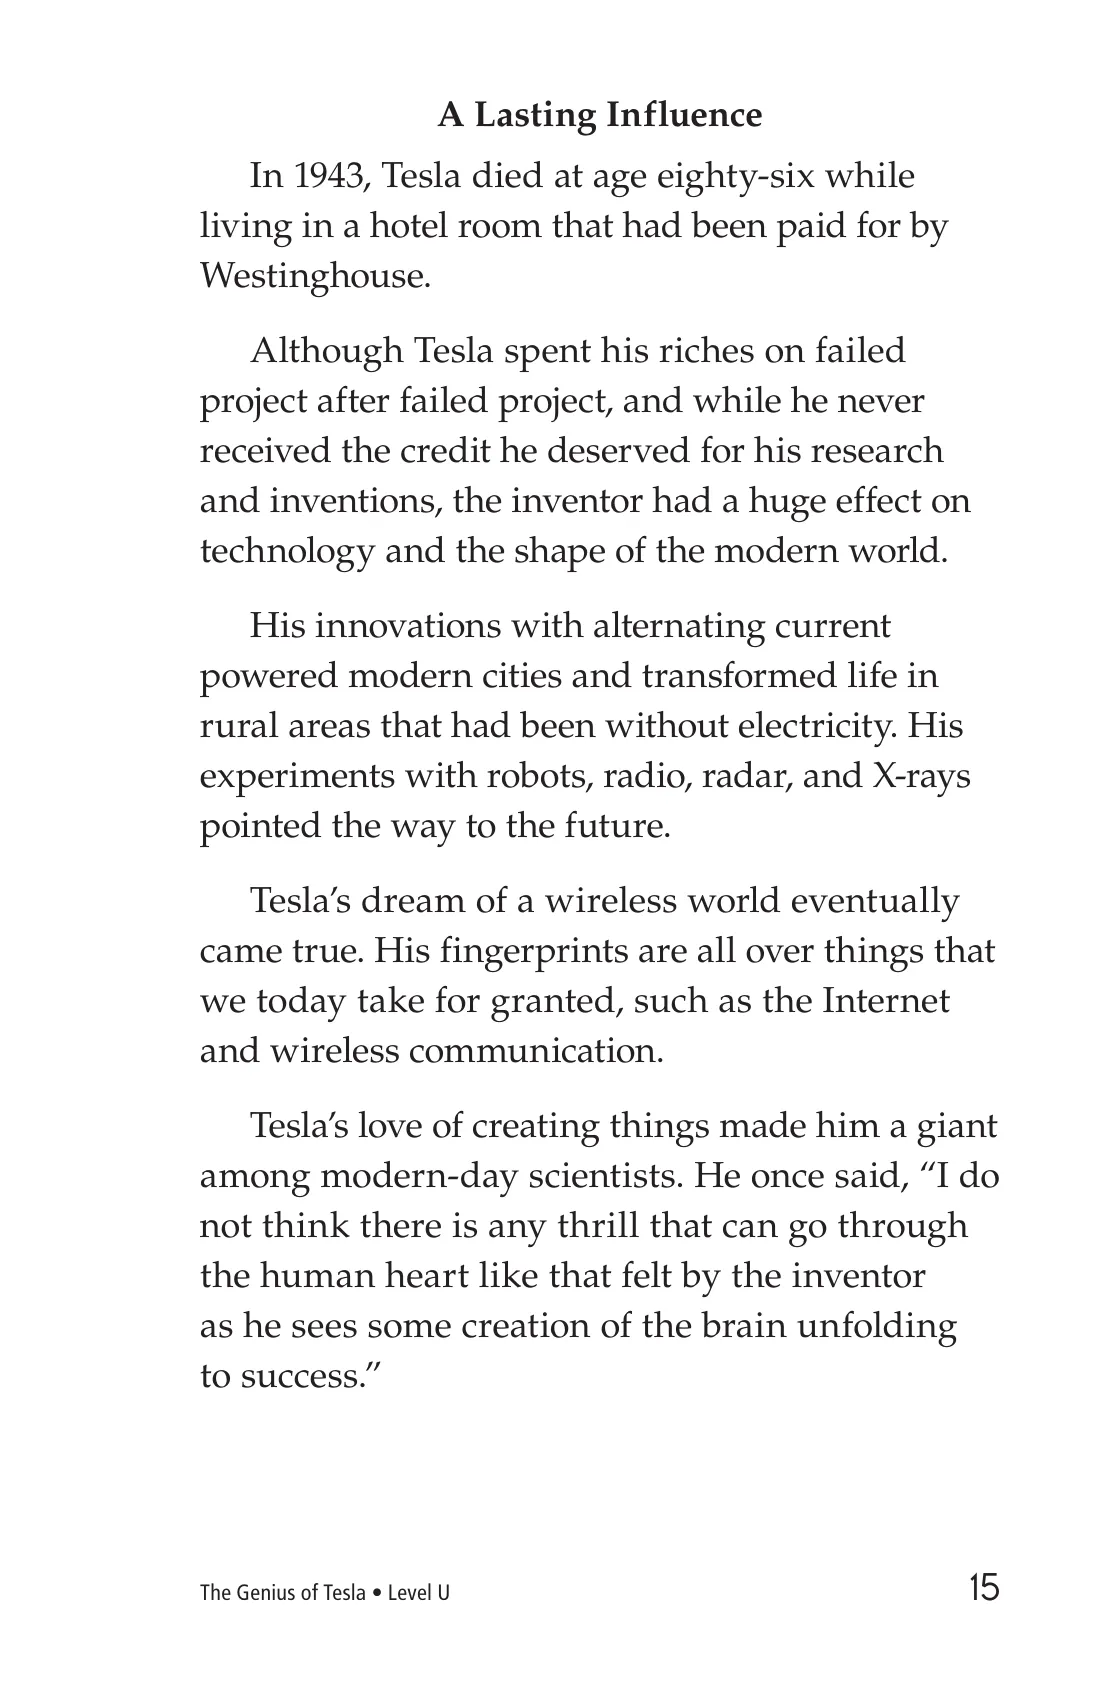 A Lasting Influence
In 1943, Tesla died at age eighty-six while
living in a hotel room that had been paid for by
Westinghouse.
Although Tesla spent his riches on failed
project after failed project, and while he never
received the credit he deserved for his research
and inventions, the inventor had a huge effect on
technology and the shape of the modern world.
His innovations with alternating current
powered modern cities and transformed life in
rural areas that had been without electricity. His
experiments with robots, radio, radar, and X-rays
pointed the way to the future.
Tesla’s dream of a wireless world eventually
came true. His fingerprints are all over things that
we today take for granted, such as the Internet
and wireless communication.
Tesla’s love of creating things made him a giant
among modern-day scientists. He once said, “I do
not think there is any thrill that can go through
the human heart like that felt by the inventor
as he sees some creation of the brain unfolding
to success.”
The Genius of Tesla • Level U 15